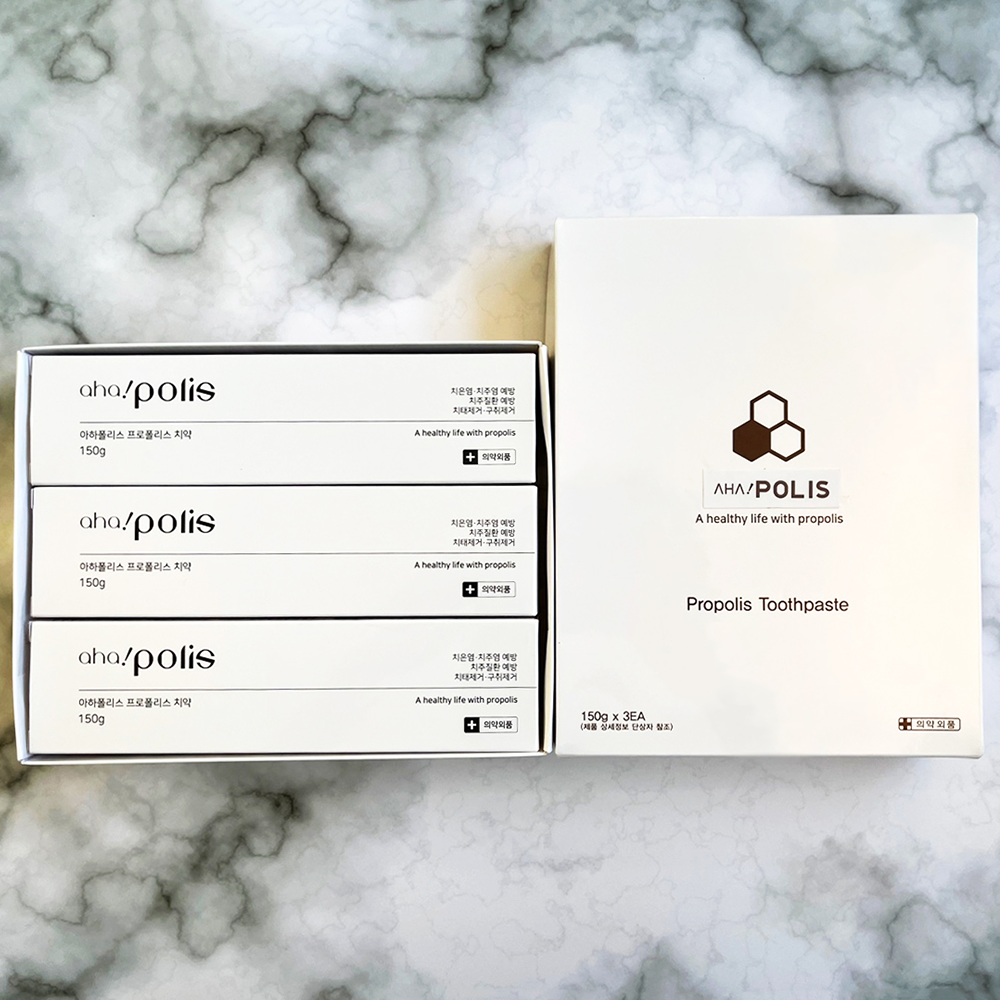 aha!polis
치은염·치주염 예방
치주질환 예방
치태제거·구취제거
아하폴리스 프로폴리스 치약
150g
A healthy life with propolis
의약외품
aha!polis
치은염·치주염 예방
치주질환 예방
치태제거·구취제거
아하폴리스 프로폴리스 치약
150g
A healthy life with propolis
의약외품
aha!polis
치은염·치주염 예방
치주질환 예방
치태제거·구취제거
아하폴리스 프로폴리스 치약
150g
A healthy life with propolis
의약외품
AHA!POLIS
A healthy life with propolis
Propolis Toothpaste
150g x 3EA
(제품 상세정보 단상자 참조)
의약외품